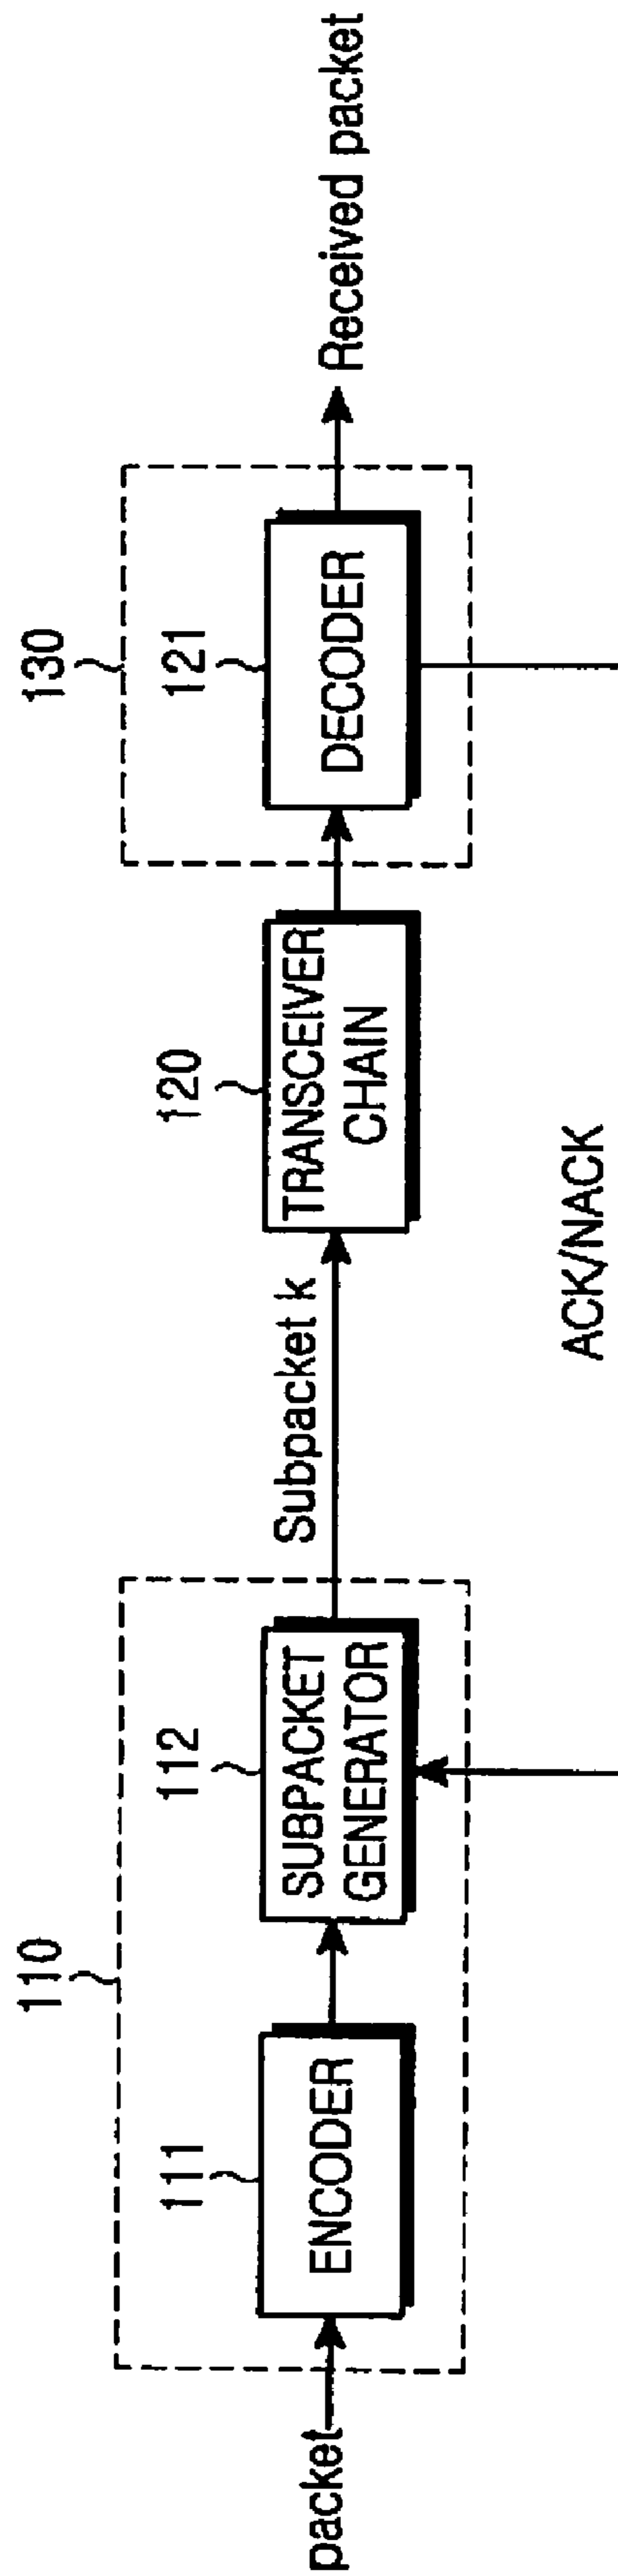 110
130
111
112
120
121
packet
ENCODER
SUBPACKET
GENERATOR
Subpacket k
TRANSCEIVER
CHAIN
DECODER
Received packet
ACK/NACK